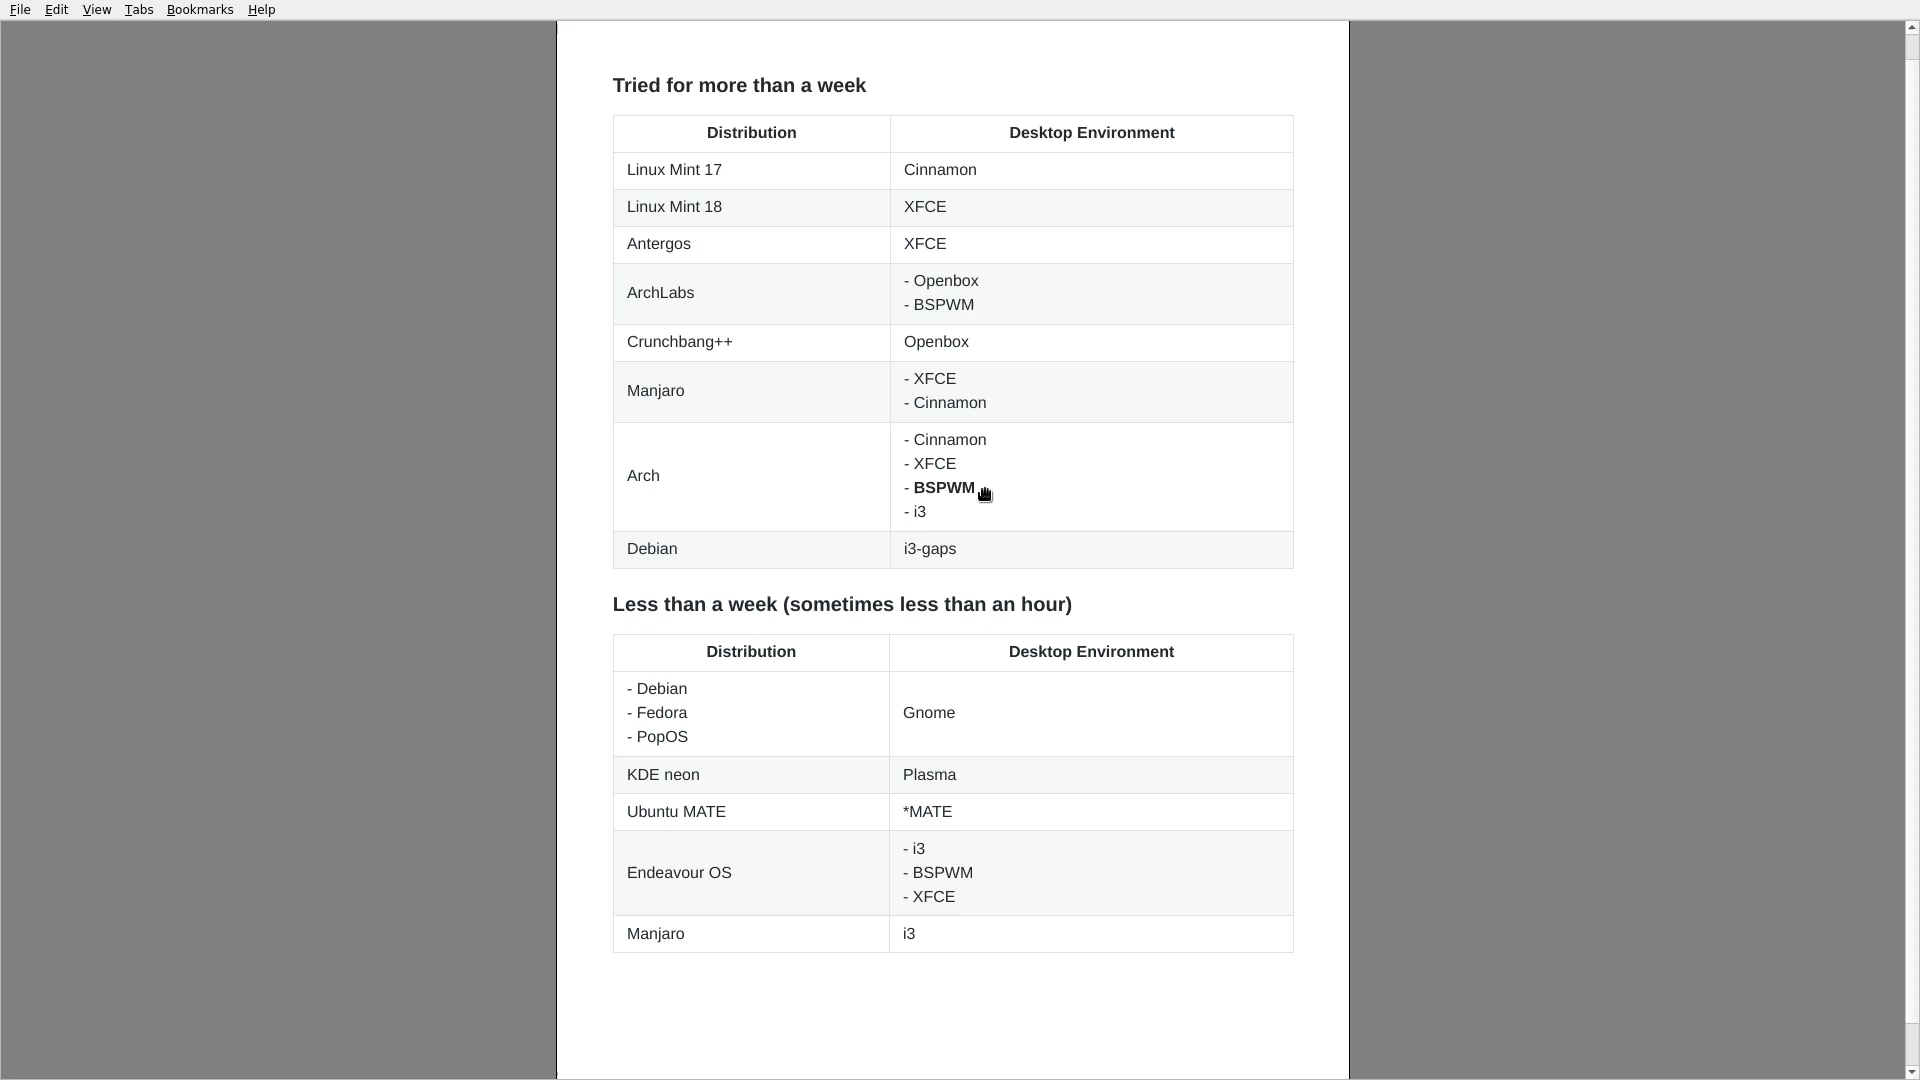 File Edit View Tabs Bookmarks Help
Tried for more than a week
Distribution Desktop Environment
Linux Mint 17 Cinnamon
Linux Mint 18 XFCE
Antergos XFCE
ArchLabs
- Openbox
- BSPWM
Crunchbang++ Openbox
Manjaro
- XFCE
- Cinnamon
Arch
- Cinnamon
- XFCE
- BSPWM
- i3
Debian i3-gaps
Less than a week (sometimes less than an hour)
Distribution Desktop Environment
- Debian
- Fedora
- PopOS
Gnome
KDE neon Plasma
Ubuntu MATE *MATE
Endeavour OS
- i3
- BSPWM
- XFCE
Manjaro i3